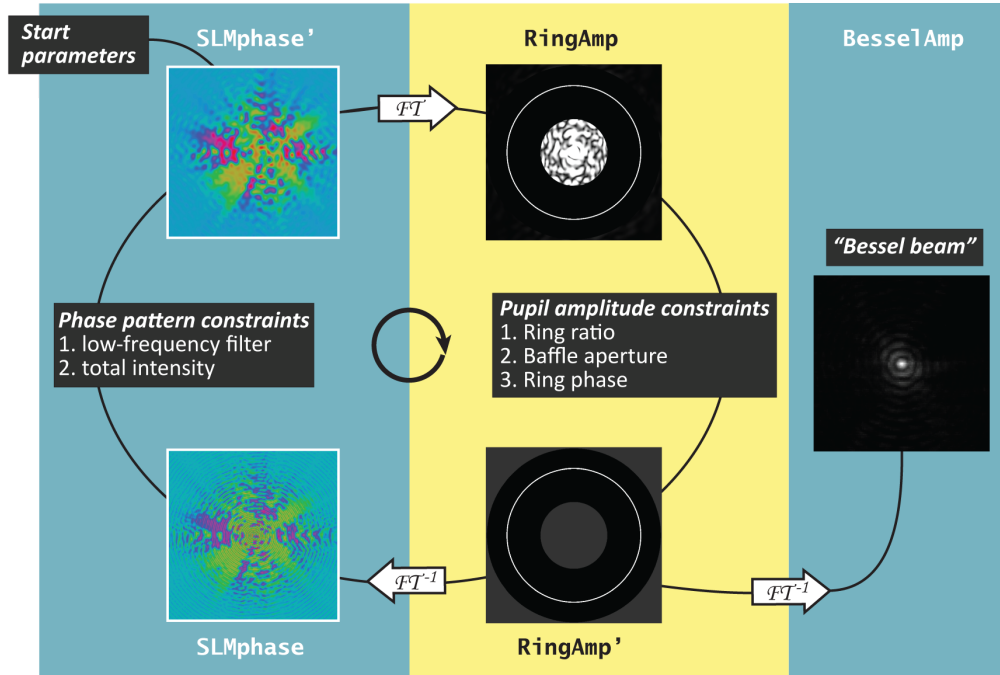 Start
parameters
SLMphase’
RingAmp
BesselAmp
FT
“Bessel beam”
Phase pattern constraints
1. low-frequency filter
2. total intensity
Pupil amplitude constraints
1. Ring ratio
2. Baffle aperture
3. Ring phase
FT-1
FT-1
SLMphase
RingAmp’